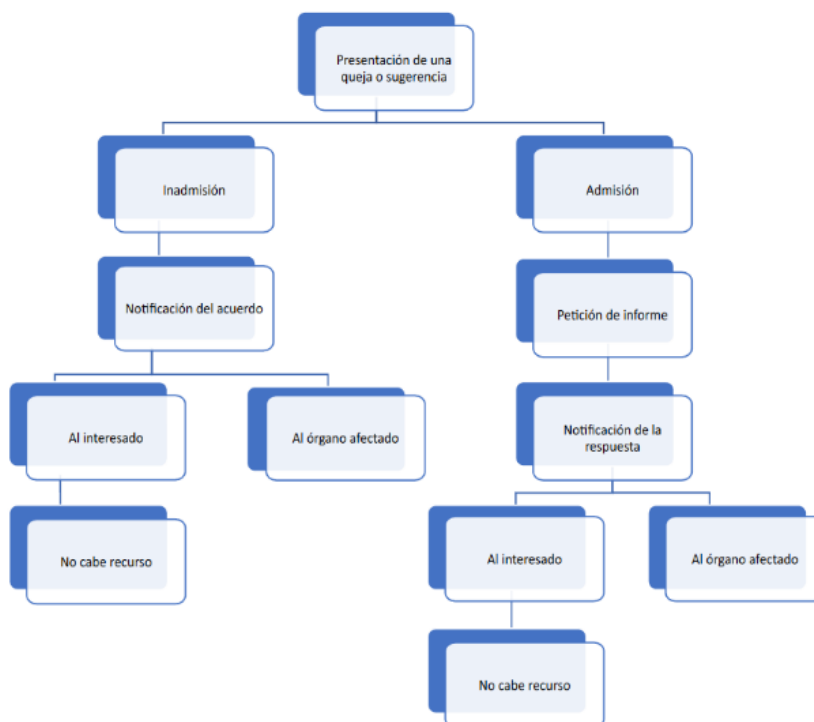 Presentación de una
queja o sugerencia
Inadmisión
Admisión
Notificación del acuerdo
Petición de informe
Al interesado
Al órgano afectado
Notificación de la
respuesta
No cabe recurso
Al interesado
Al órgano afectado
No cabe recurso